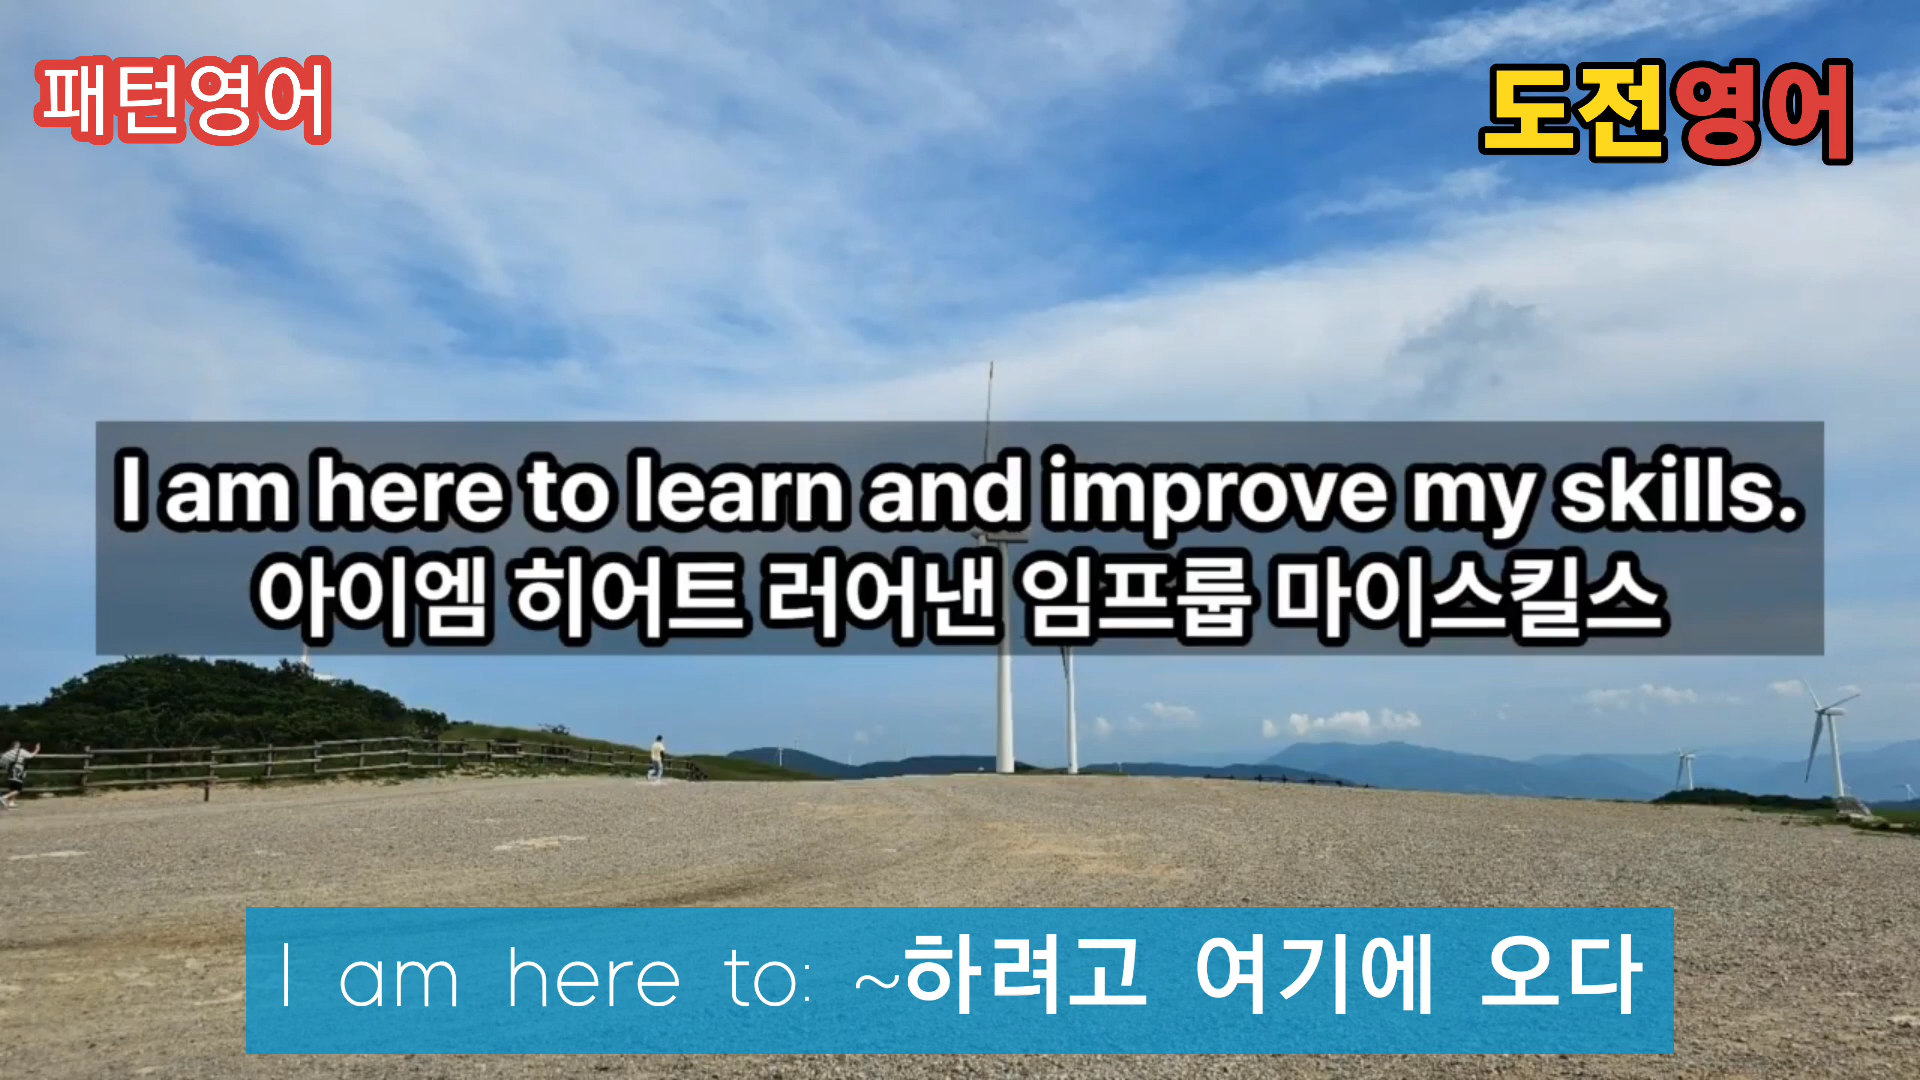 패턴영어
도전영어
I am here to learn and improve my skills.
아이엠 히어트 러어낸 임프룹 마이스킬스
I am here to: ~하려고 여기에 오다